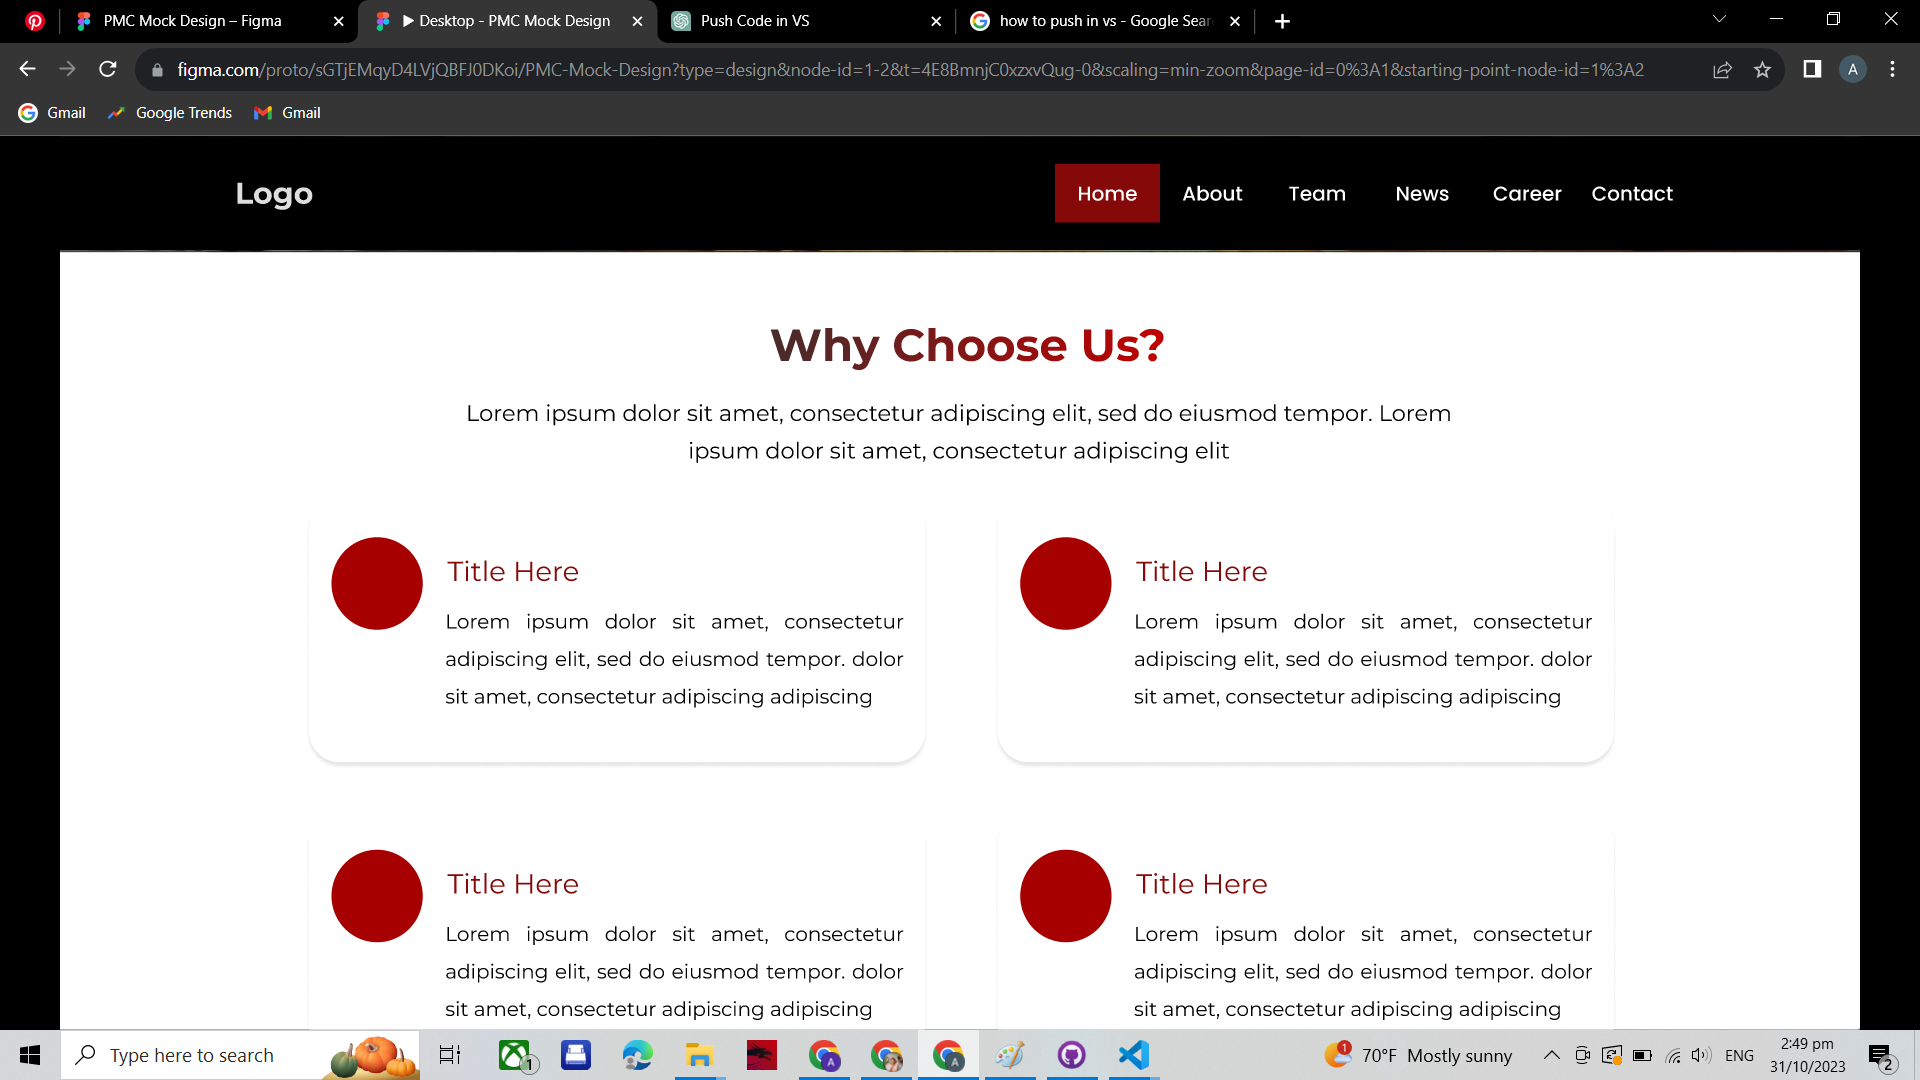 PMC Mock Design – Figma
Desktop - PMC Mock Design
Push Code in VS
how to push in vs - Google Sear
figma.com/proto/sGTjEMqyD4LVjQBFJ0DKoi/PMC-Mock-Design?type=design&node-id=1-2&t=4E8BmnjC0xzxvQug-0&scaling=min-zoom&page-id=0%3A1&starting-point-node-id=1%3A2
A
Gmail
Google Trends
Gmail
Logo
Home
About
Team
News
Career
Contact
Why Choose Us?
Lorem ipsum dolor sit amet, consectetur adipiscing elit, sed do eiusmod tempor. Lorem
ipsum dolor sit amet, consectetur adipiscing elit
Title Here
Lorem ipsum dolor sit amet, consectetur
adipiscing elit, sed do eiusmod tempor. dolor
sit amet, consectetur adipiscing adipiscing
Title Here
Lorem ipsum dolor sit amet, consectetur
adipiscing elit, sed do eiusmod tempor. dolor
sit amet, consectetur adipiscing adipiscing
Title Here
Lorem ipsum dolor sit amet, consectetur
adipiscing elit, sed do eiusmod tempor. dolor
sit amet, consectetur adipiscing adipiscing
Title Here
Lorem ipsum dolor sit amet, consectetur
adipiscing elit, sed do eiusmod tempor. dolor
sit amet, consectetur adipiscing adipiscing
Type here to search
1
A
A
1
70°F Mostly sunny
ENG
2:49 pm
31/10/2023
2